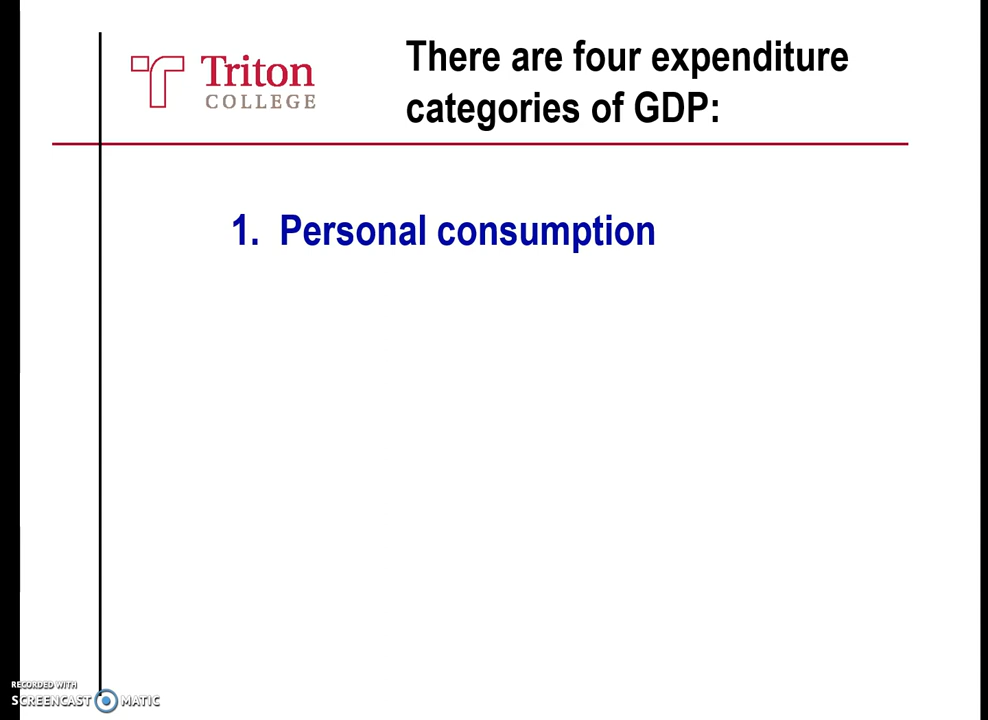 Triton
COLLEGE
There are four expenditure
categories of GDP:
1. Personal consumption
RECORDED WITH
SCREENCAST MATIC